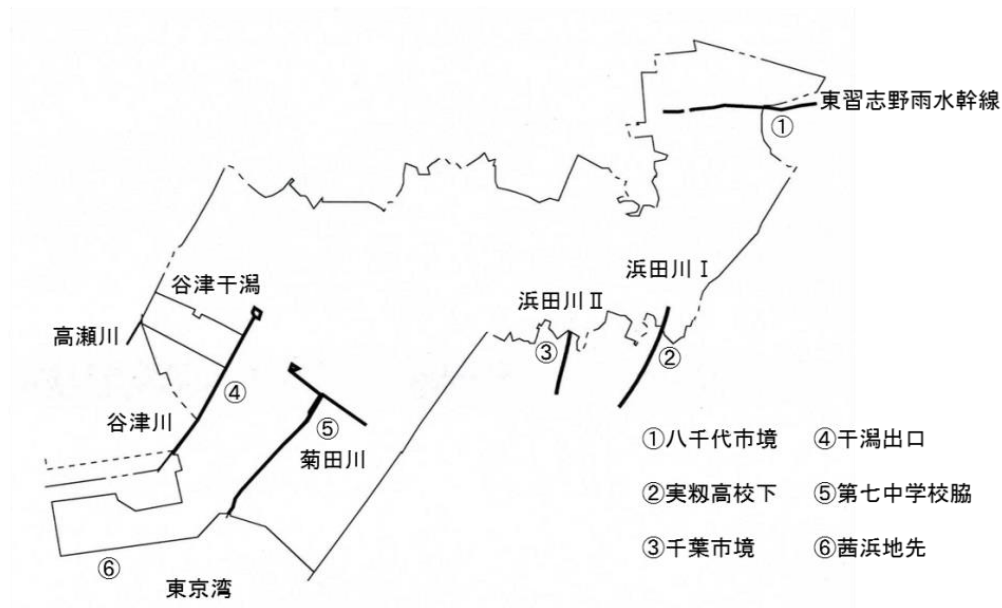 東習志野雨水幹線
①
浜田川Ⅰ
谷津干潟
浜田川Ⅱ
高瀬川
③
②
④
谷津川
⑤
菊田川
⑥
東京湾
①八千代市境 ④干潟出口
②実籾高校下 ⑤第七中学校脇
③千葉市境 ⑥茜浜地先